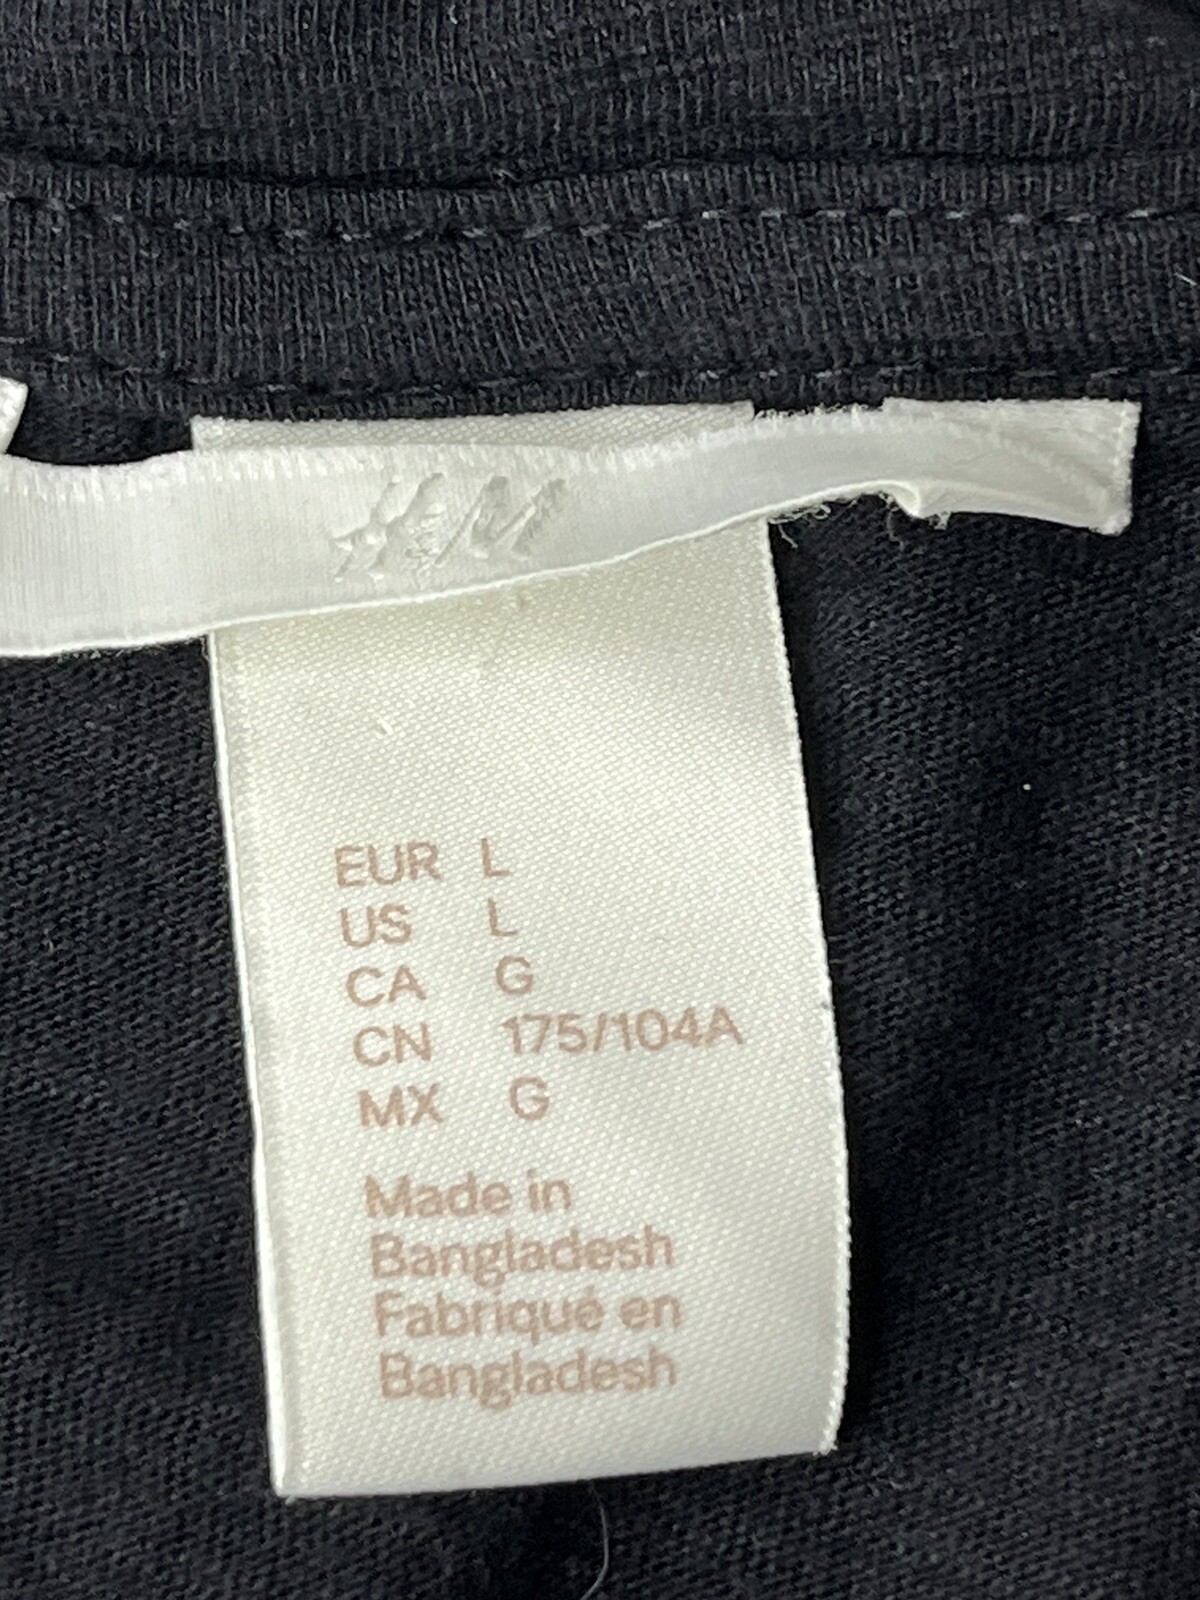 H&M
EUR L
US L
CA G
CN 175/104A
MX G
Made in
Bangladesh
Fabriqué en
Bangladesh